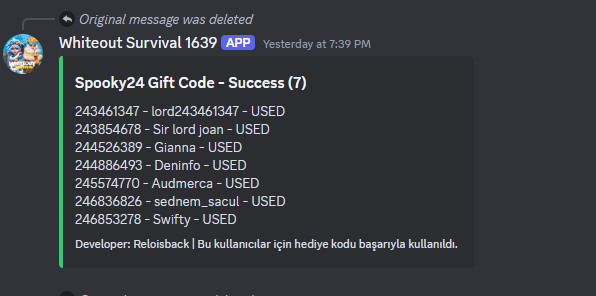 Original message was deleted
Whiteout Survival 1639 APP Yesterday at 7:39 PM
Spooky24 Gift Code - Success (7)
243461347 - lord243461347 - USED
243854678 - Sir lord joan - USED
244526389 - Gianna - USED
244886493 - Deninfo - USED
245574770 - Audmerca - USED
246836826 - sednem_sacul - USED
246853278 - Swifty - USED
Developer: Reloisback | Bu kullanıcılar için hediye kodu başarıyla kullanıldı.